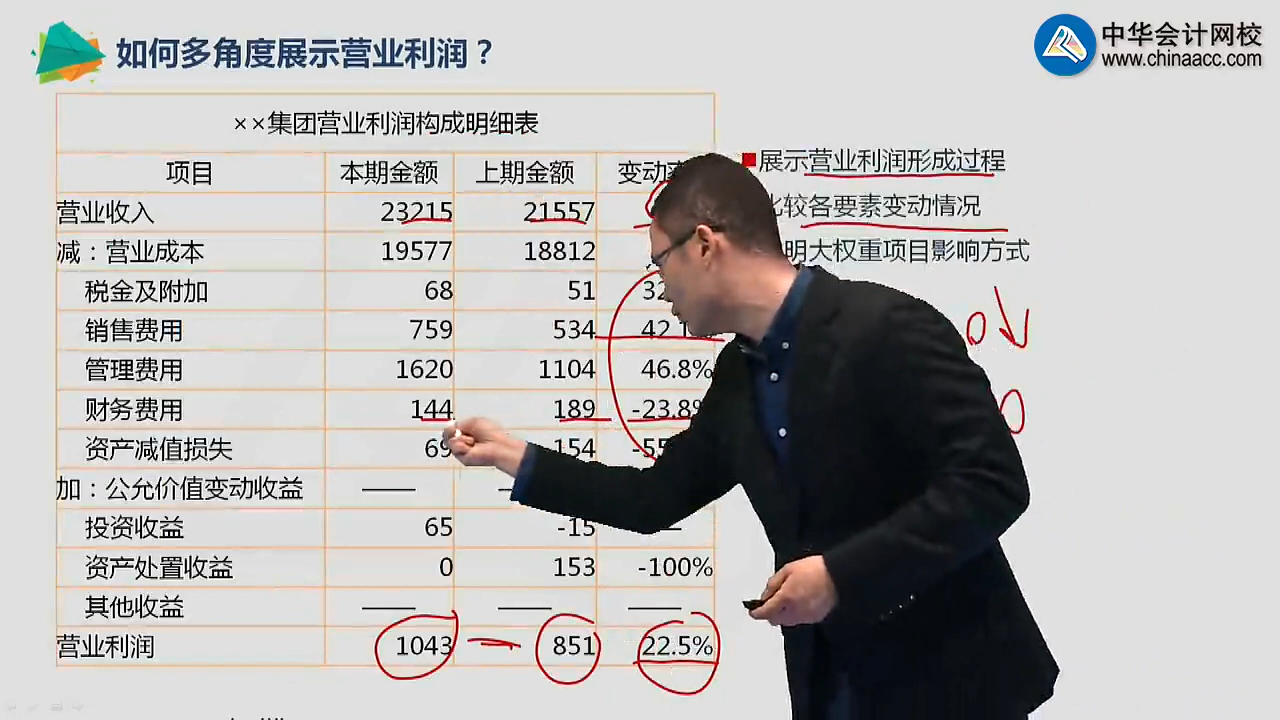 如何多角度展示营业利润？
中华会计网校
www.chinaacc.com
××集团营业利润构成明细表
项目 本期金额 上期金额 变动
营业收入 23215 21557
减：营业成本 19577 18812
税金及附加 68 51
销售费用 759 534
管理费用 1620 1104 46.8%
财务费用 144 189 -23.8%
资产减值损失 69 154
加：公允价值变动收益 ——
投资收益 65 -15
资产处置收益 0 153 -100%
其他收益 —— —— ——
营业利润 1043 851 22.5%
展示营业利润形成过程
比较各要素变动情况
明大权重项目影响方式